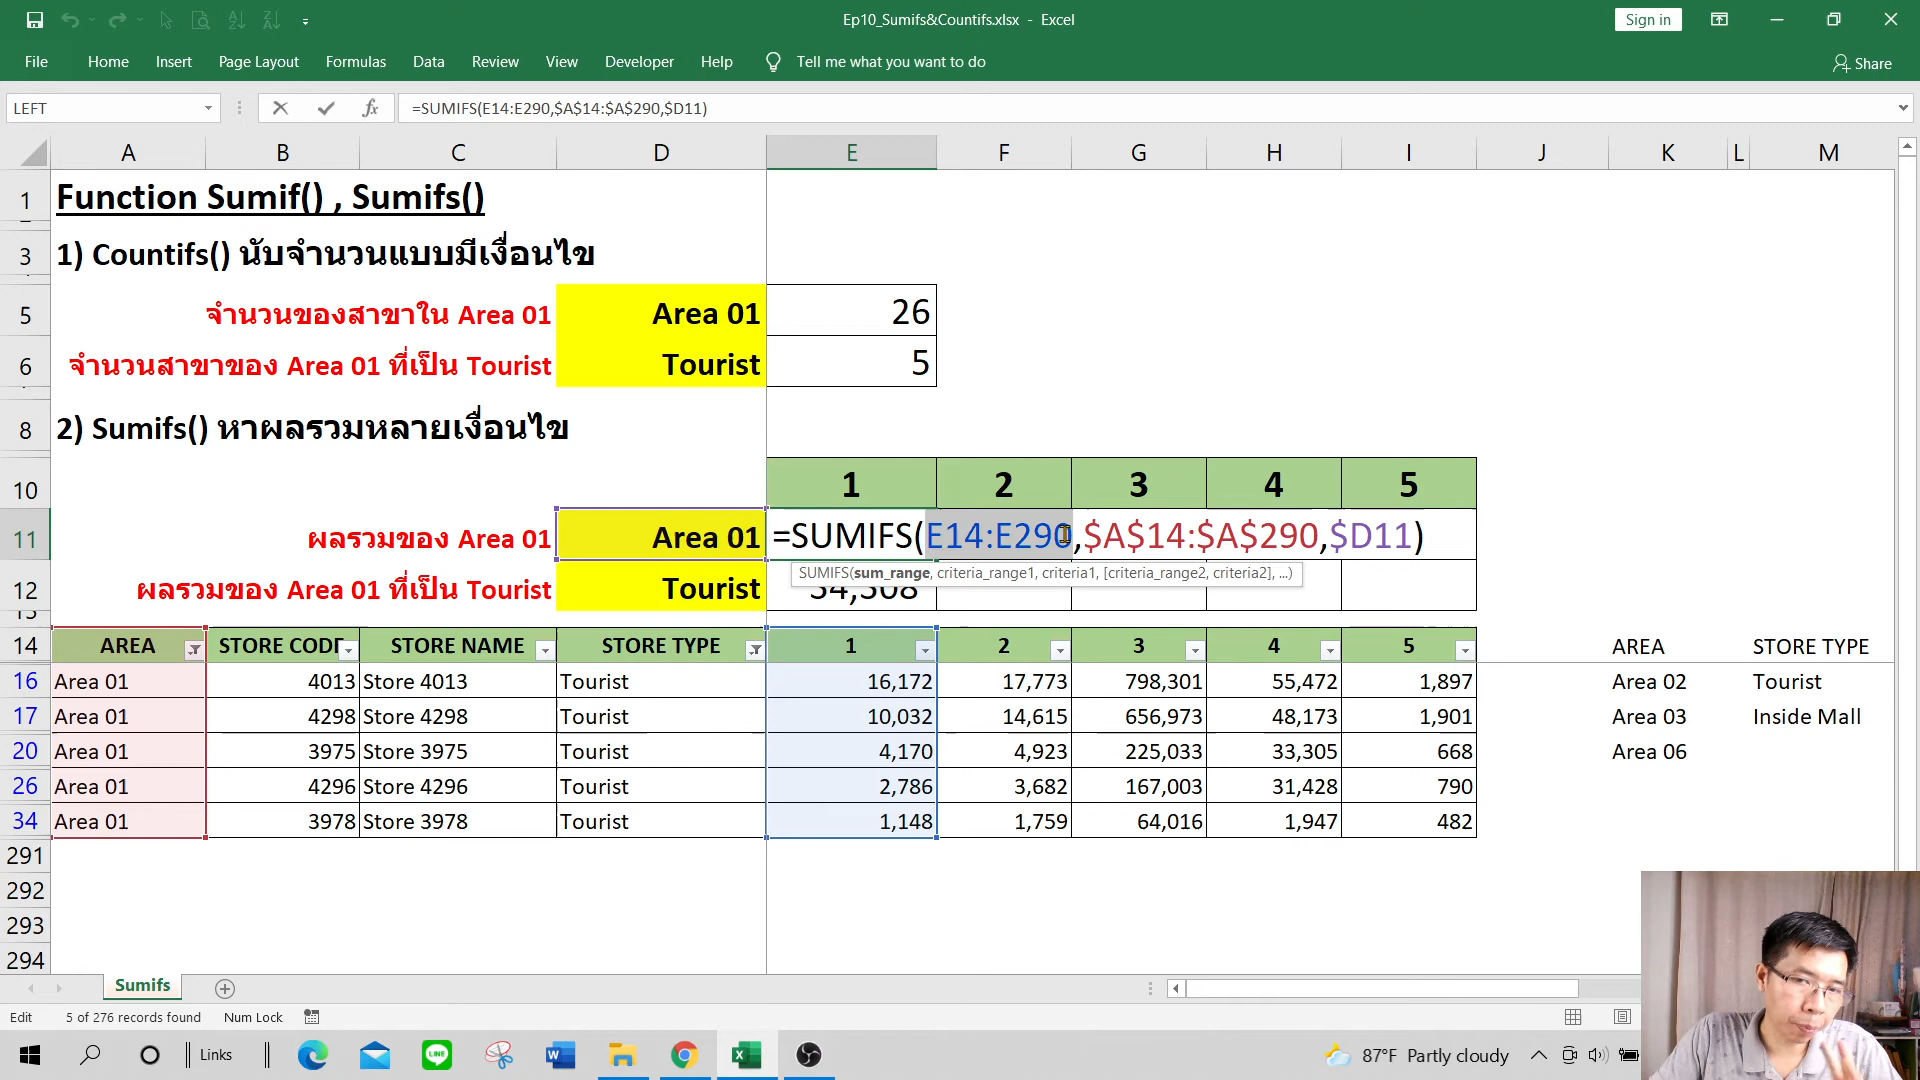 Ep10_Sumifs&Countifs.xlsx - Excel
Sign in
File Home Insert Page Layout Formulas Data Review View Developer Help Tell me what you want to do Share
LEFT fx =SUMIFS(E14:E290,$A$14:$A$290,$D11)
A B C D E F G H I J K L M
1 Function Sumif() , Sumifs()
3 1) Countifs() นับจำนวนแบบมีเงื่อนไข
5 จำนวนของสาขาใน Area 01 Area 01 26
6 จำนวนสาขาของ Area 01 ที่เป็น Tourist Tourist 5
8 2) Sumifs() หาผลรวมหลายเงื่อนไข
10 1 2 3 4 5
11 ผลรวมของ Area 01 Area 01 =SUMIFS(E14:E290,$A$14:$A$290,$D11)
SUMIFS(sum_range, criteria_range1, criteria1, [criteria_range2, criteria2], ...)
12 ผลรวมของ Area 01 ที่เป็น Tourist Tourist 34,308
14 AREA STORE CODE STORE NAME STORE TYPE 1 2 3 4 5 AREA STORE TYPE
16 Area 01 4013 Store 4013 Tourist 16,172 17,773 798,301 55,472 1,897 Area 02 Tourist
17 Area 01 4298 Store 4298 Tourist 10,032 14,615 656,973 48,173 1,901 Area 03 Inside Mall
20 Area 01 3975 Store 3975 Tourist 4,170 4,923 225,033 33,305 668 Area 06
26 Area 01 4296 Store 4296 Tourist 2,786 3,682 167,003 31,428 790
34 Area 01 3978 Store 3978 Tourist 1,148 1,759 64,016 1,947 482
291
292
293
294
Sumifs
Edit 5 of 276 records found Num Lock
Links LINE 87°F Partly cloudy